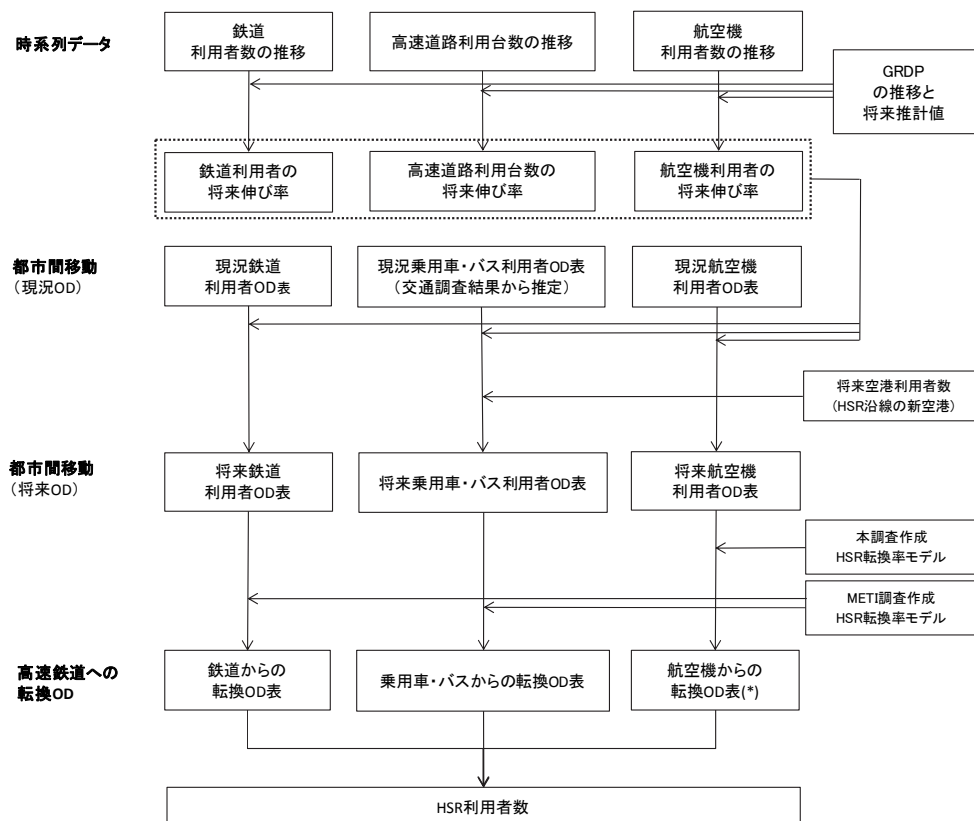 時系列データ
鉄道
利用者数の推移
高速道路利用台数の推移
航空機
利用者数の推移
GRDP
の推移と
将来推計値
鉄道利用者の
将来伸び率
高速道路利用台数の
将来伸び率
航空機利用者の
将来伸び率
都市間移動
（現況OD）
現況鉄道
利用者OD表
現況乗用車・バス利用者OD表
（交通調査結果から推定）
現況航空機
利用者OD表
将来空港利用者数
(HSR沿線の新空港)
都市間移動
（将来OD）
将来鉄道
利用者OD表
将来乗用車・バス利用者OD表
将来航空機
利用者OD表
本調査作成
HSR転換率モデル
METI調査作成
HSR転換率モデル
高速鉄道への
転換OD
鉄道からの
転換OD表
乗用車・バスからの転換OD表
航空機からの
転換OD表(*)
HSR利用者数